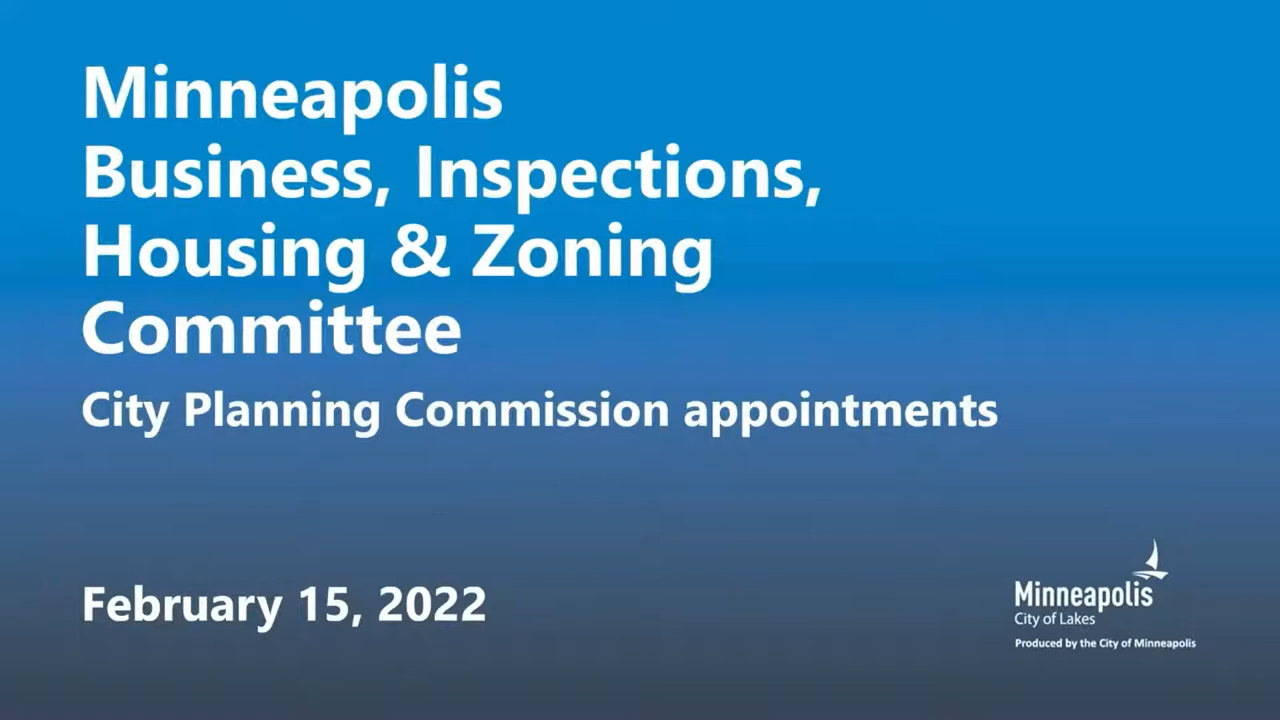 Minneapolis
Business, Inspections,
Housing & Zoning
Committee
City Planning Commission appointments
February 15, 2022
Minneapolis
City of Lakes
Produced by the City of Minneapolis